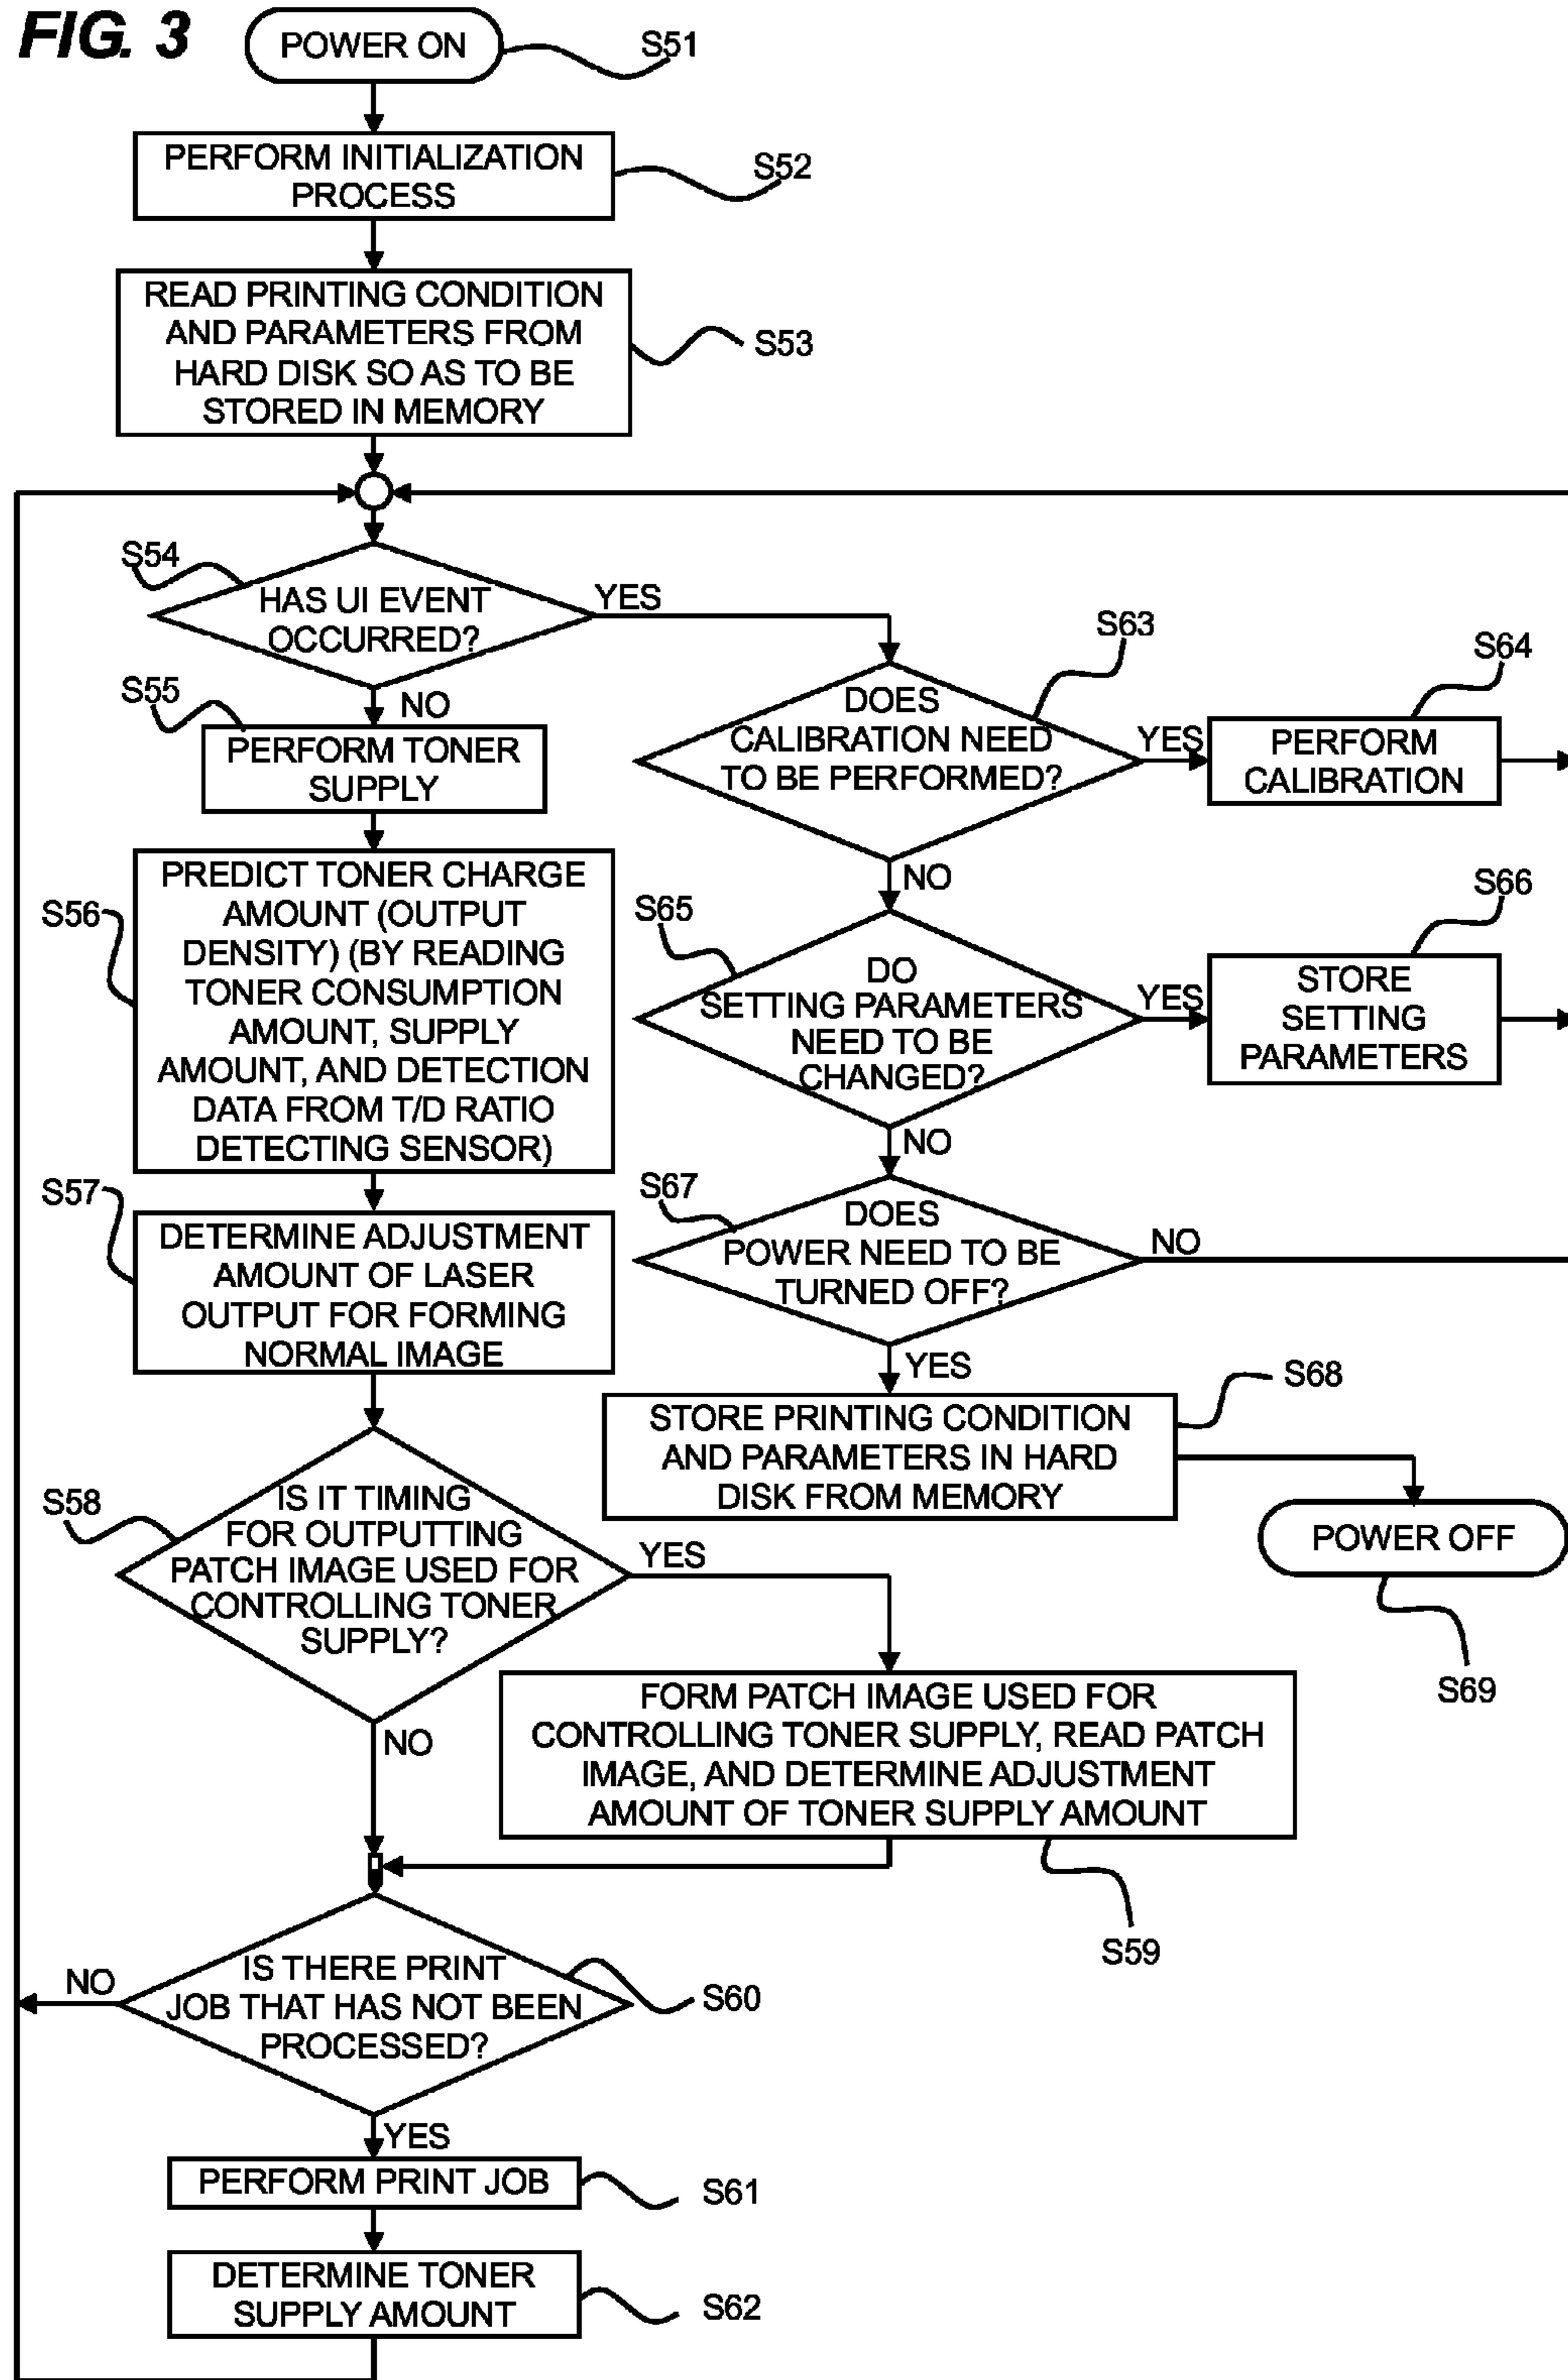 FIG. 3
POWER ON
S51
PERFORM INITIALIZATION
PROCESS
S52
READ PRINTING CONDITION
AND PARAMETERS FROM
HARD DISK SO AS TO BE
STORED IN MEMORY
S53
S54
HAS UI EVENT
OCCURRED?
YES
NO
S55
PERFORM TONER
SUPPLY
S56
PREDICT TONER CHARGE
AMOUNT (OUTPUT
DENSITY) (BY READING
TONER CONSUMPTION
AMOUNT, SUPPLY
AMOUNT, AND DETECTION
DATA FROM T/D RATIO
DETECTING SENSOR)
S57
DETERMINE ADJUSTMENT
AMOUNT OF LASER
OUTPUT FOR FORMING
NORMAL IMAGE
S58
IS IT TIMING
FOR OUTPUTTING
PATCH IMAGE USED FOR
CONTROLLING TONER
SUPPLY?
YES
NO
FORM PATCH IMAGE USED FOR
CONTROLLING TONER SUPPLY, READ PATCH
IMAGE, AND DETERMINE ADJUSTMENT
AMOUNT OF TONER SUPPLY AMOUNT
S59
IS THERE PRINT
JOB THAT HAS NOT BEEN
PROCESSED?
S60
NO
YES
PERFORM PRINT JOB
S61
DETERMINE TONER
SUPPLY AMOUNT
S62
S63
DOES
CALIBRATION NEED
TO BE PERFORMED?
YES
NO
S64
PERFORM
CALIBRATION
S65
DO
SETTING PARAMETERS
NEED TO BE
CHANGED?
YES
NO
S66
STORE
SETTING
PARAMETERS
S67
DOES
POWER NEED TO BE
TURNED OFF?
NO
YES
STORE PRINTING CONDITION
AND PARAMETERS IN HARD
DISK FROM MEMORY
S68
POWER OFF
S69